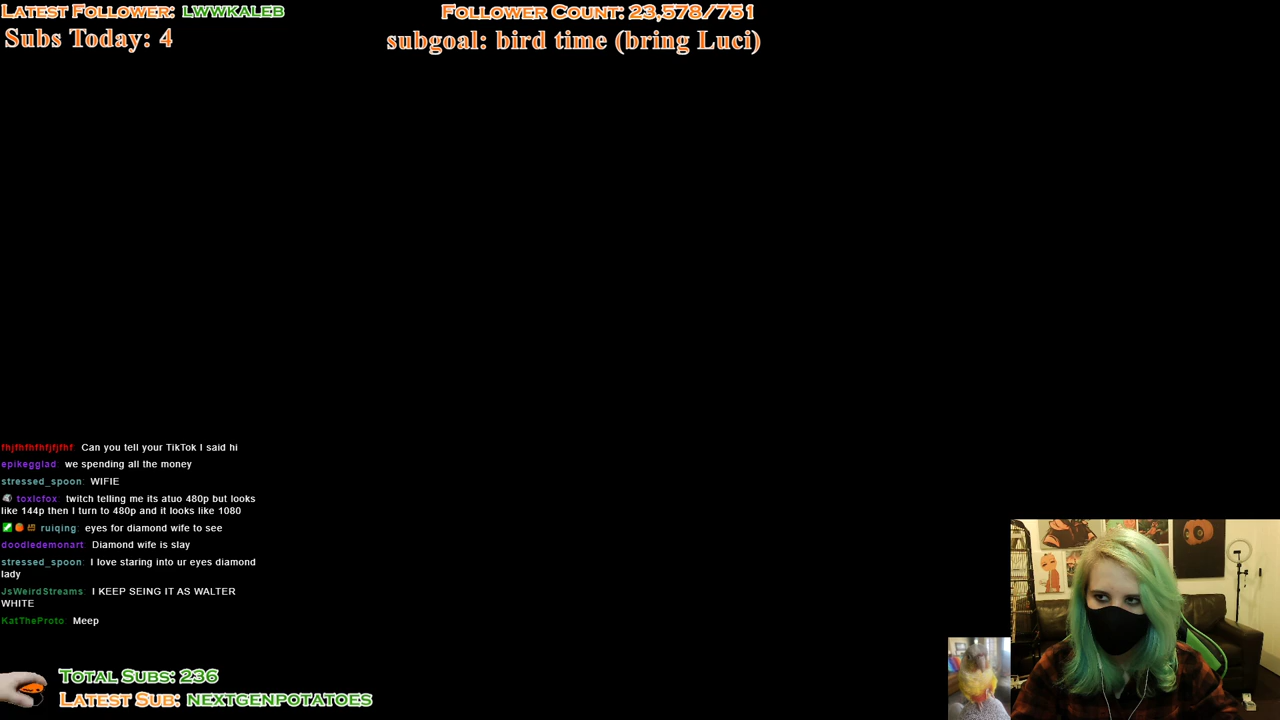 LATEST FOLLOWER: LWWKALEB
FOLLOWER COUNT: 23,578/751
Subs Today: 4
subgoal: bird time (bring Luci)
fhjfhfhfhfjfjfhf: Can you tell your TikTok I said hi
epikegglad: we spending all the money
stressed_spoon: WIFIE
toxicfox: twitch telling me its atuo 480p but looks
like 144p then I turn to 480p and it looks like 1080
ruiqing: eyes for diamond wife to see
doodledemonart: Diamond wife is slay
stressed_spoon: I love staring into ur eyes diamond
lady
JsWeirdStreams: I KEEP SEING IT AS WALTER
WHITE
KatTheProto: Meep
TOTAL SUBS: 236
LATEST SUB: NEXTGENPOTATOES